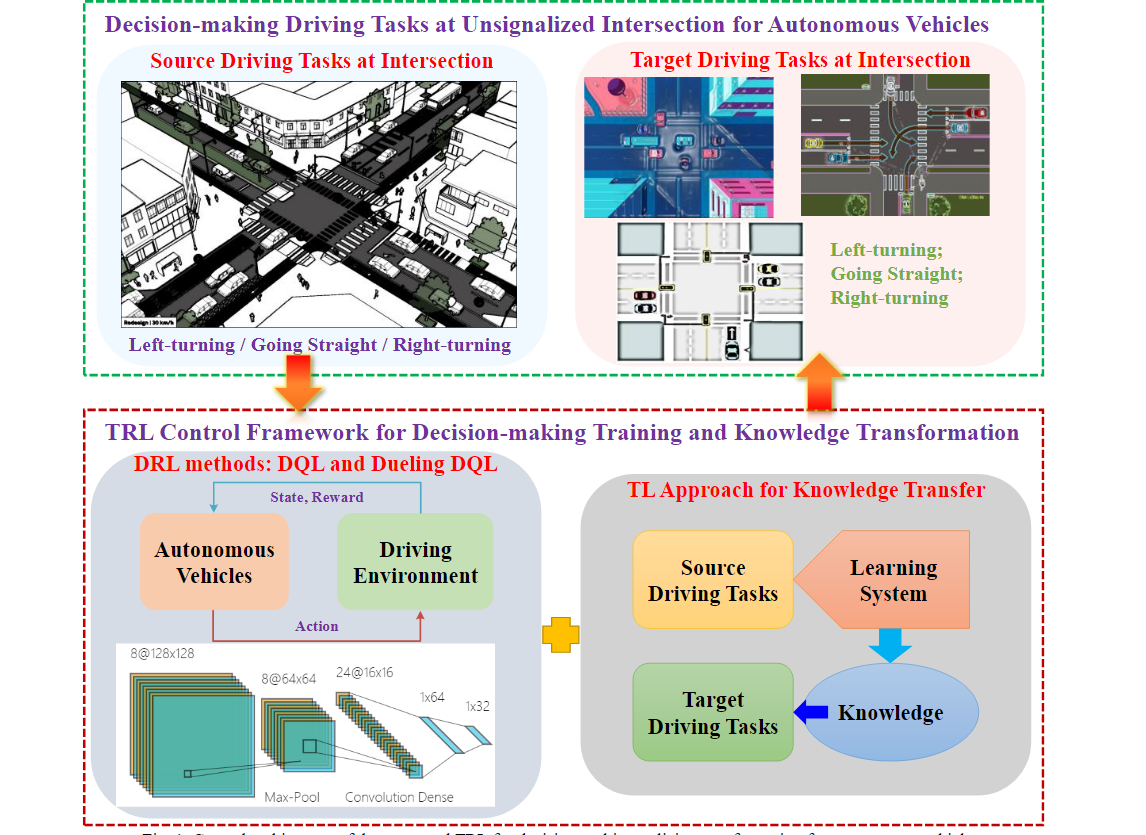 Decision-making Driving Tasks at Unsignalized Intersection for Autonomous Vehicles
Source Driving Tasks at Intersection
Target Driving Tasks at Intersection
Redesign | 30 km/h
Left-turning;
Going Straight;
Right-turning
Left-turning / Going Straight / Right-turning
TRL Control Framework for Decision-making Training and Knowledge Transformation
DRL methods: DQL and Dueling DQL
State, Reward
Autonomous
Vehicles
Driving
Environment
Action
8@128x128
8@64x64
24@16x16
1x64
1x32
Max-Pool
Convolution Dense
TL Approach for Knowledge Transfer
Source
Driving Tasks
Learning
System
Target
Driving Tasks
Knowledge